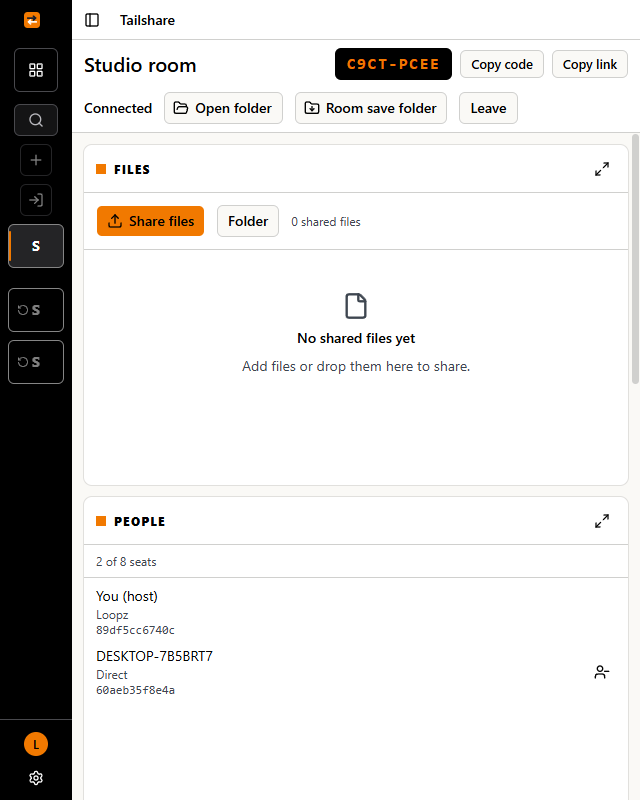 Tailshare
Studio room
C9CT-PCEE
Copy code
Copy link
Connected
Open folder
Room save folder
Leave
FILES
Share files
Folder
0 shared files
S
No shared files yet
S
Add files or drop them here to share.
S
PEOPLE
2 of 8 seats
You (host)
Loopz
89df5cc6740c
DESKTOP-7B5BRT7
Direct
60aeb35f8e4a
L